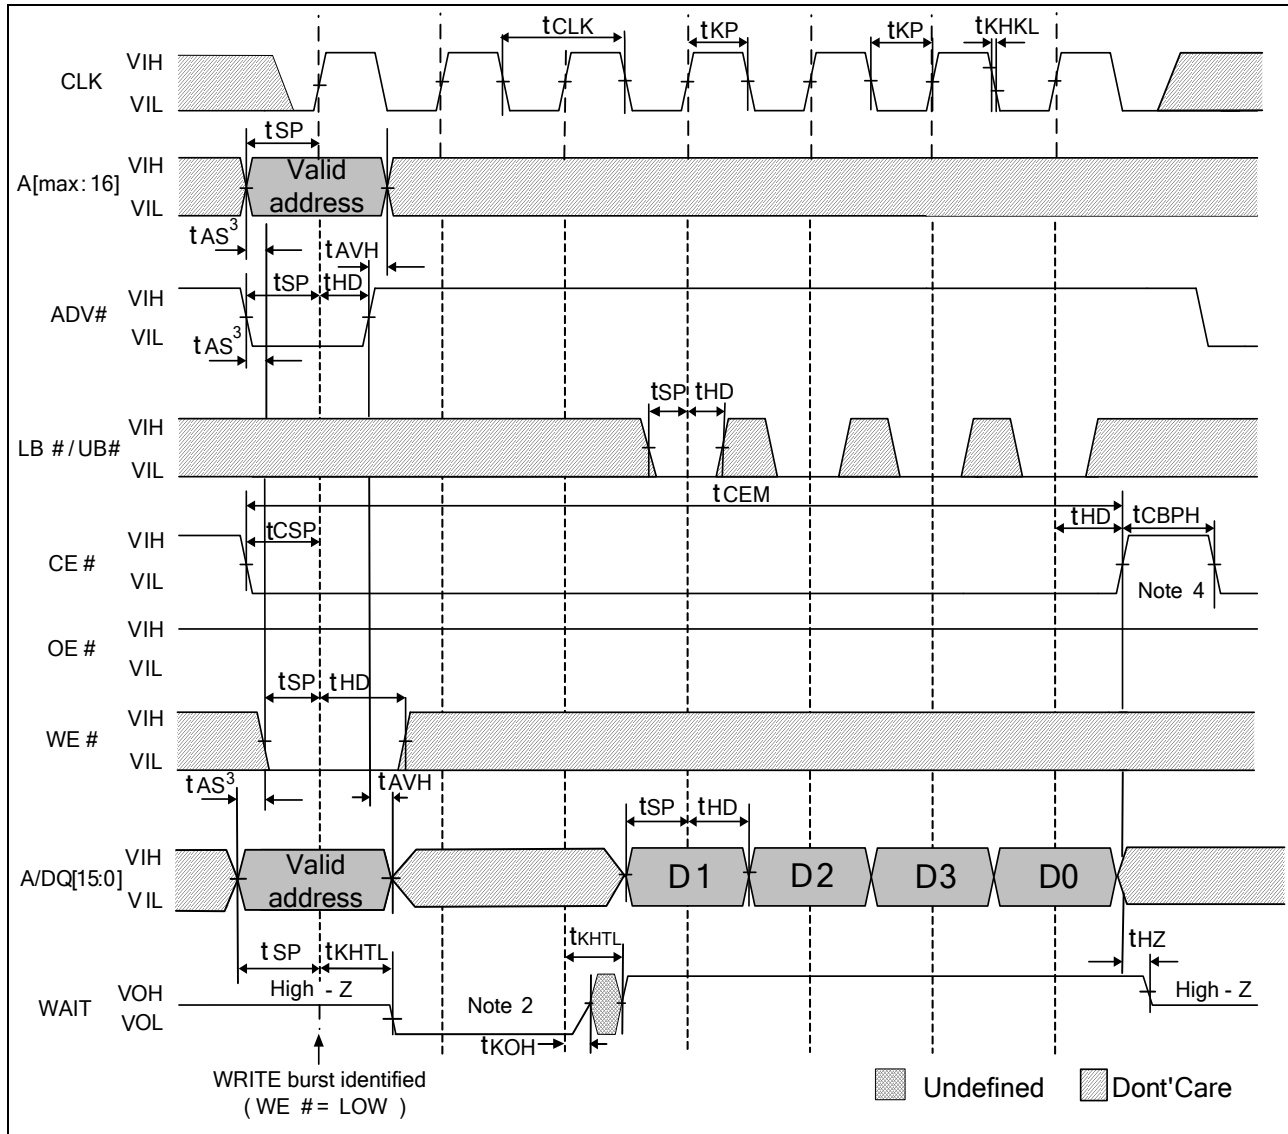 tCLK tKP tKP tKHKL
VIH
CLK
VIL
tSP
VIH
Valid address
A[max:16]
VIL
tAS3 tAVH
tSP tHD
VIH
ADV#
VIL
tAS3
tSP tHD
VIH
LB #/UB#
VIL
tCEM
tHD tCBPH
tCSP
VIH
CE #
VIL
Note 4
VIH
OE #
VIL
tSP tHD
VIH
WE #
VIL
tAS3 tAVH
tSP tHD
VIH
Valid address
A/DQ[15:0]
D1 D2 D3 D0
VIL
tSP tKHTL tKHTL tHZ
High - Z
VOH
WAIT
VOL
Note 2
High - Z
tKOH
WRITE burst identified
( WE #= LOW )
Undefined Dont'Care